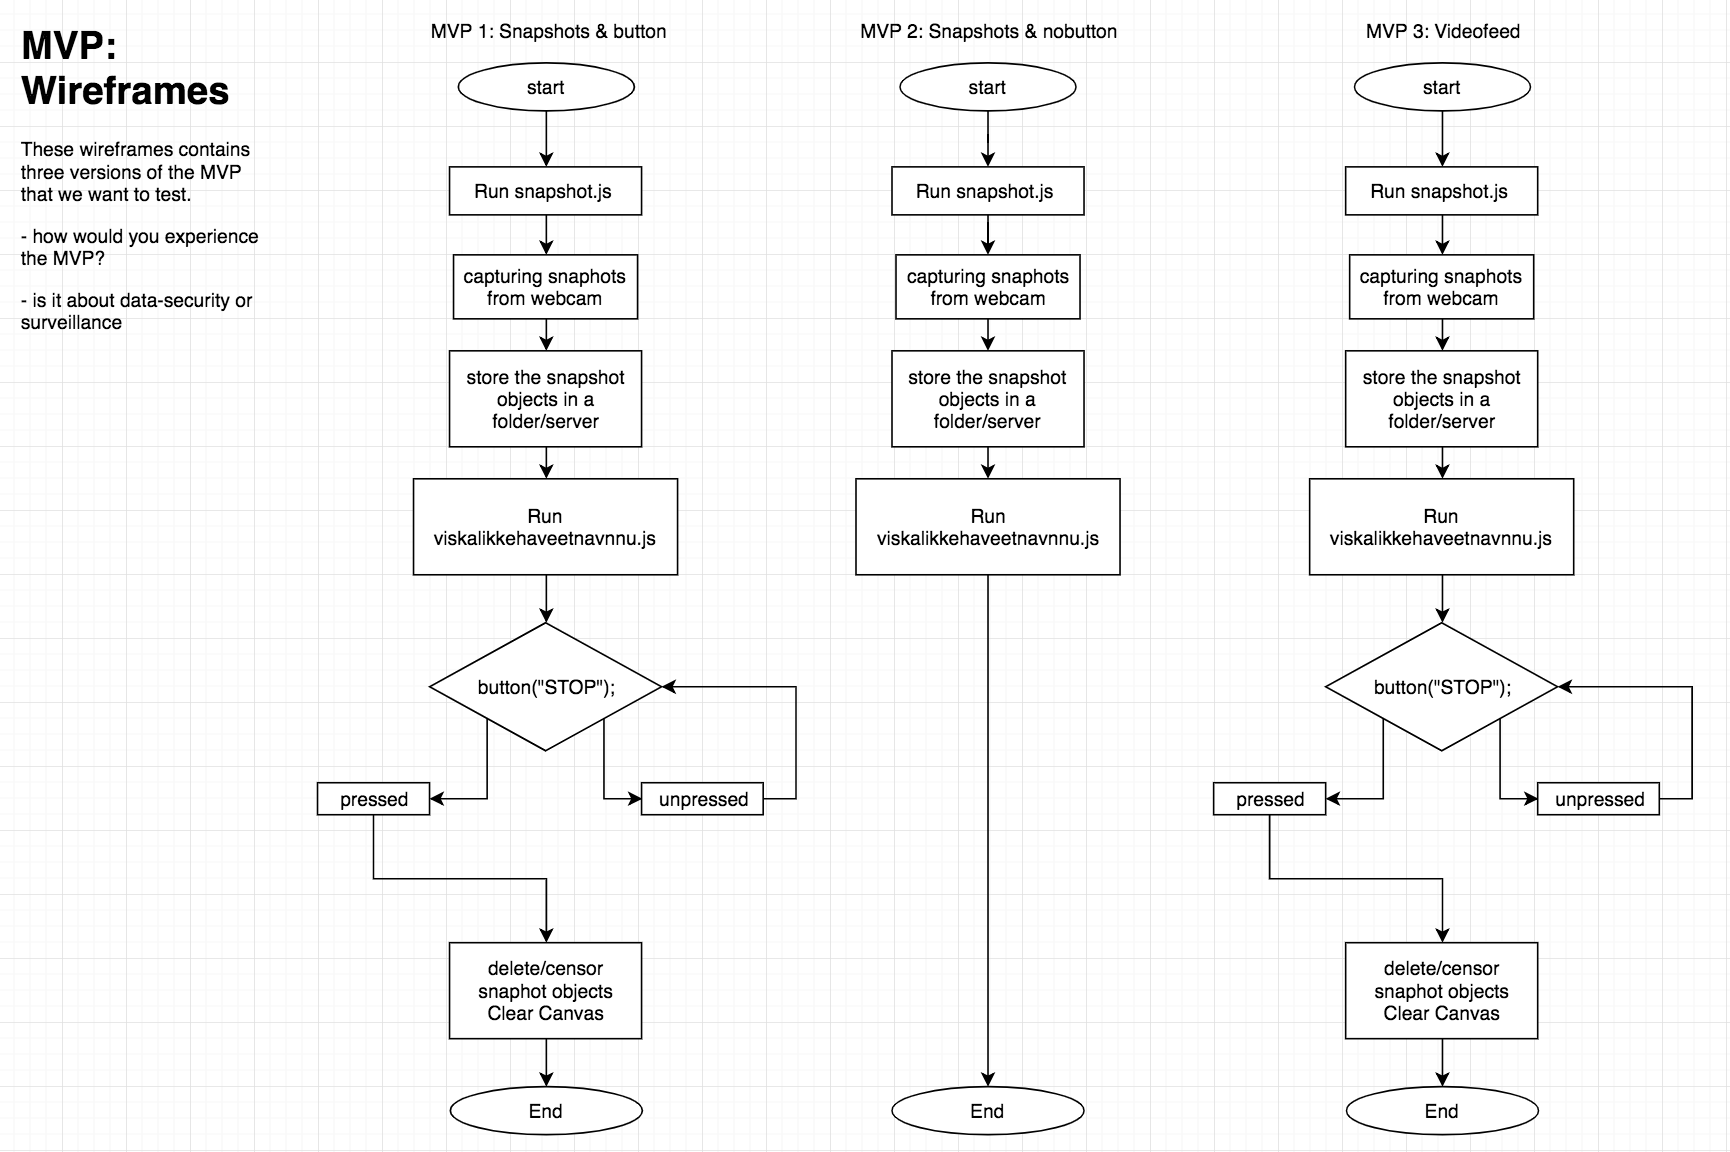 MVP:
Wireframes
These wireframes contains
three versions of the MVP
that we want to test.
- how would you experience
the MVP?
- is it about data-security or
surveillance
MVP 1: Snapshots & button
start
Run snapshot.js
capturing snaphots
from webcam
store the snapshot
objects in a
folder/server
Run
viskalikkehaveetnavnnu.js
button("STOP");
pressed
unpressed
delete/censor
snaphot objects
Clear Canvas
End
MVP 2: Snapshots & nobutton
start
Run snapshot.js
capturing snaphots
from webcam
store the snapshot
objects in a
folder/server
Run
viskalikkehaveetnavnnu.js
End
MVP 3: Videofeed
start
Run snapshot.js
capturing snaphots
from webcam
store the snapshot
objects in a
folder/server
Run
viskalikkehaveetnavnnu.js
button("STOP");
pressed
unpressed
delete/censor
snaphot objects
Clear Canvas
End